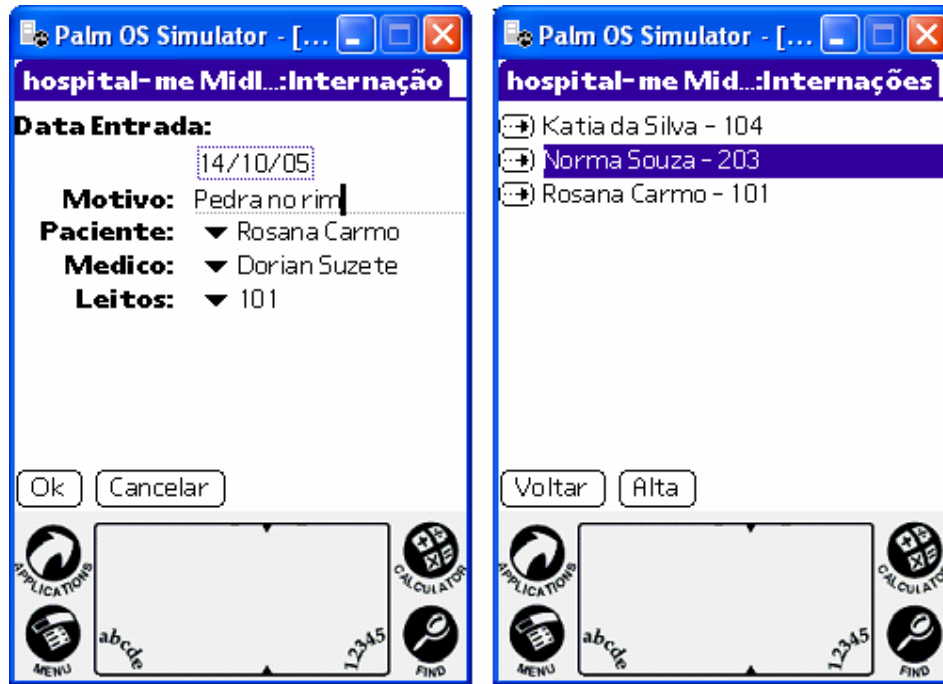 Palm OS Simulator - [...
hospital-me Midl...:Internação
Data Entrada:
14/10/05
Motivo: Pedra no rim
Paciente: Rosana Carmo
Medico: Dorian Suzete
Leitos: 101
Ok Cancelar
APPLICATIONS
CALCULATOR
MENU
abcde
12345
FIND
Palm OS Simulator - [...
hospital-me Mid...:Internações
Katia da Silva - 104
Norma Souza - 203
Rosana Carmo - 101
Voltar Alta
APPLICATIONS
CALCULATOR
MENU
abcde
12345
FIND